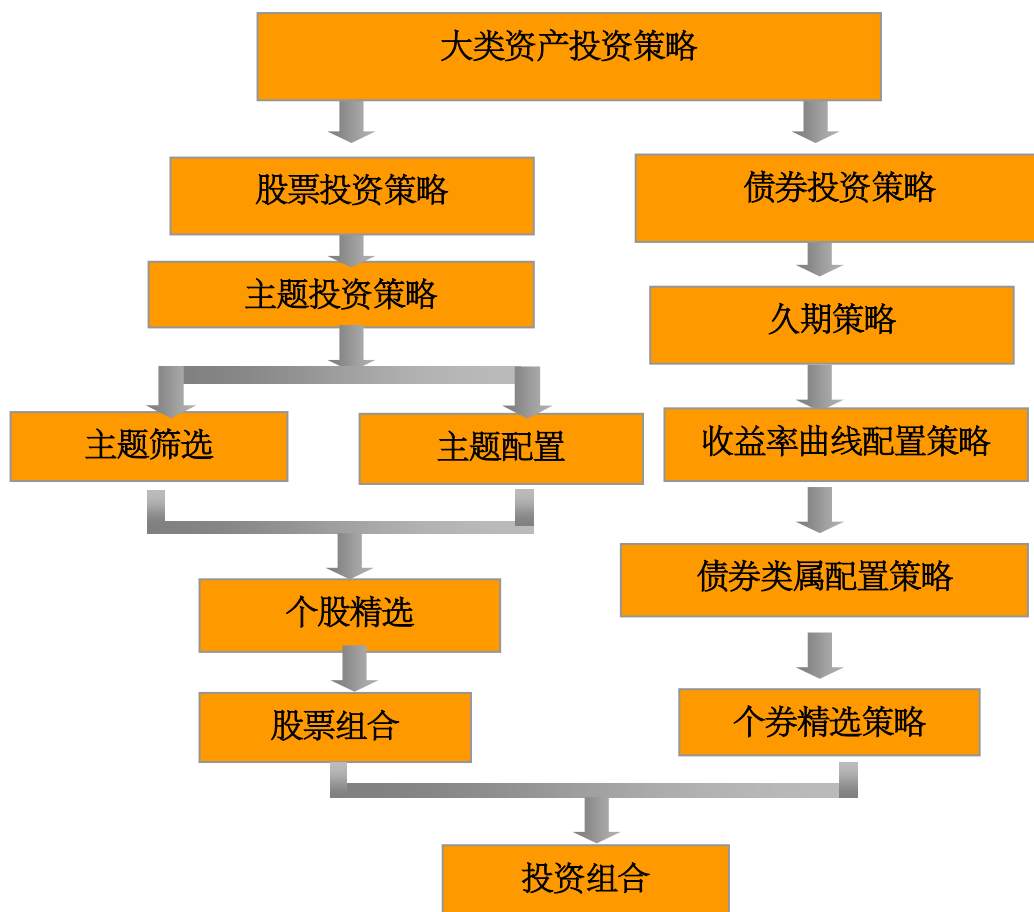 大类资产投资策略
股票投资策略
债券投资策略
主题投资策略
久期策略
主题筛选
主题配置
收益率曲线配置策略
债券类属配置策略
个股精选
股票组合
个券精选策略
投资组合